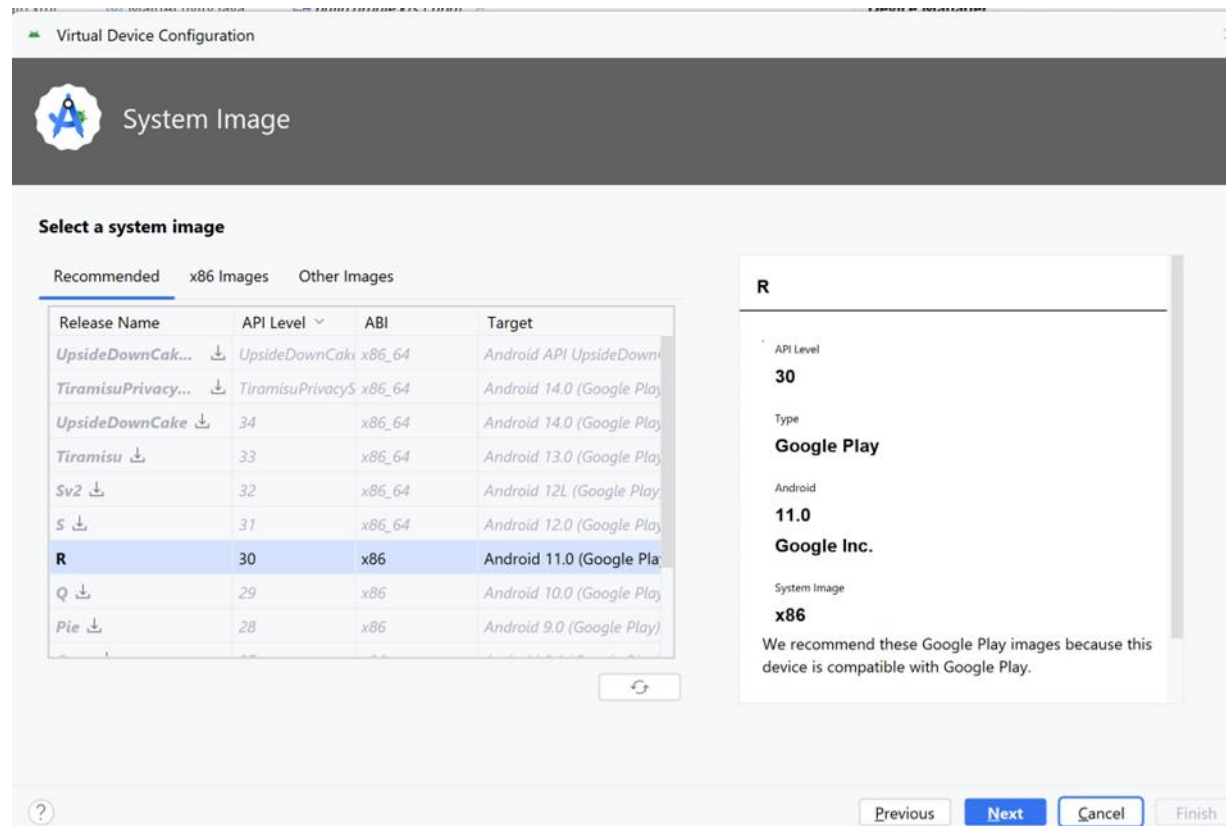 Virtual Device Configuration
System Image
Select a system image
Recommended x86 Images Other Images
Release Name API Level ABI Target
UpsideDownCak... UpsideDownCake x86_64 Android API UpsideDown
TiramisuPrivacy... TiramisuPrivacyS x86_64 Android 14.0 (Google Play
UpsideDownCake 34 x86_64 Android 14.0 (Google Play
Tiramisu 33 x86_64 Android 13.0 (Google Play
Sv2 32 x86_64 Android 12L (Google Play
S 31 x86_64 Android 12.0 (Google Play
R 30 x86 Android 11.0 (Google Play
Q 29 x86 Android 10.0 (Google Play
Pie 28 x86 Android 9.0 (Google Play)
R
API Level
30
Type
Google Play
Android
11.0
Google Inc.
System Image
x86
We recommend these Google Play images because this
device is compatible with Google Play.
? Previous Next Cancel Finish